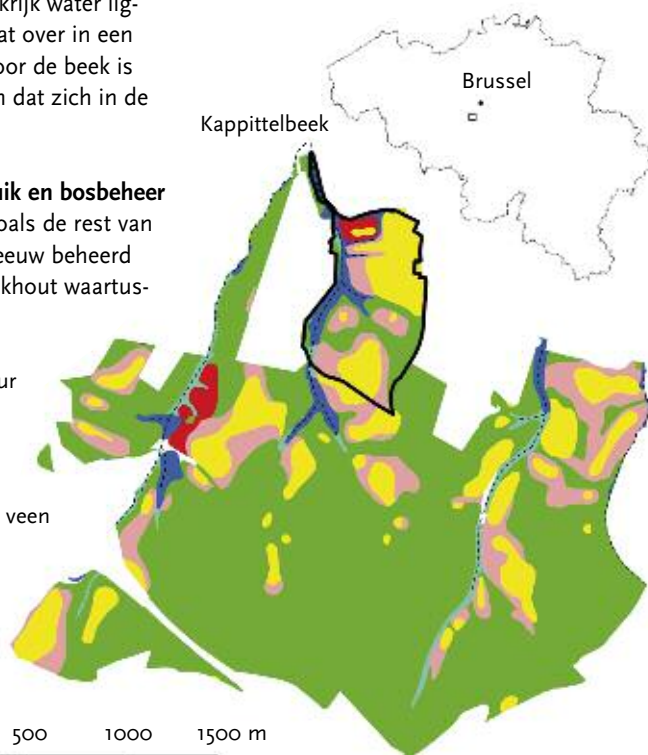 krijk water lig-
at over in een
oor de beek is
n dat zich in de
uik en bosbeheer
oals de rest van
eeuw beheerd
khout waartus-
ur
veen
Kappittelbeek
Brussel
500 1000 1500 m